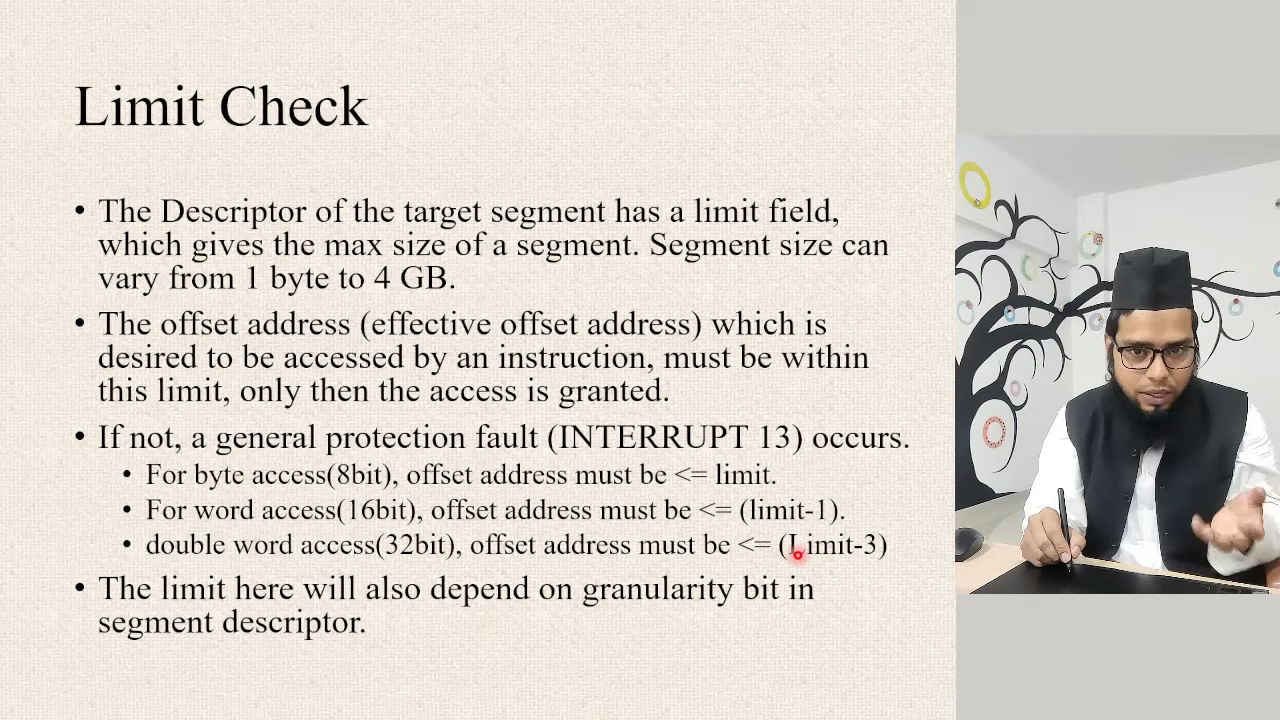 Limit Check
• The Descriptor of the target segment has a limit field,
which gives the max size of a segment. Segment size can
vary from 1 byte to 4 GB.
• The offset address (effective offset address) which is
desired to be accessed by an instruction, must be within
this limit, only then the access is granted.
• If not, a general protection fault (INTERRUPT 13) occurs.
• For byte access(8bit), offset address must be <= limit.
• For word access(16bit), offset address must be <= (limit-1).
• double word access(32bit), offset address must be <= (Limit-3)
• The limit here will also depend on granularity bit in
segment descriptor.